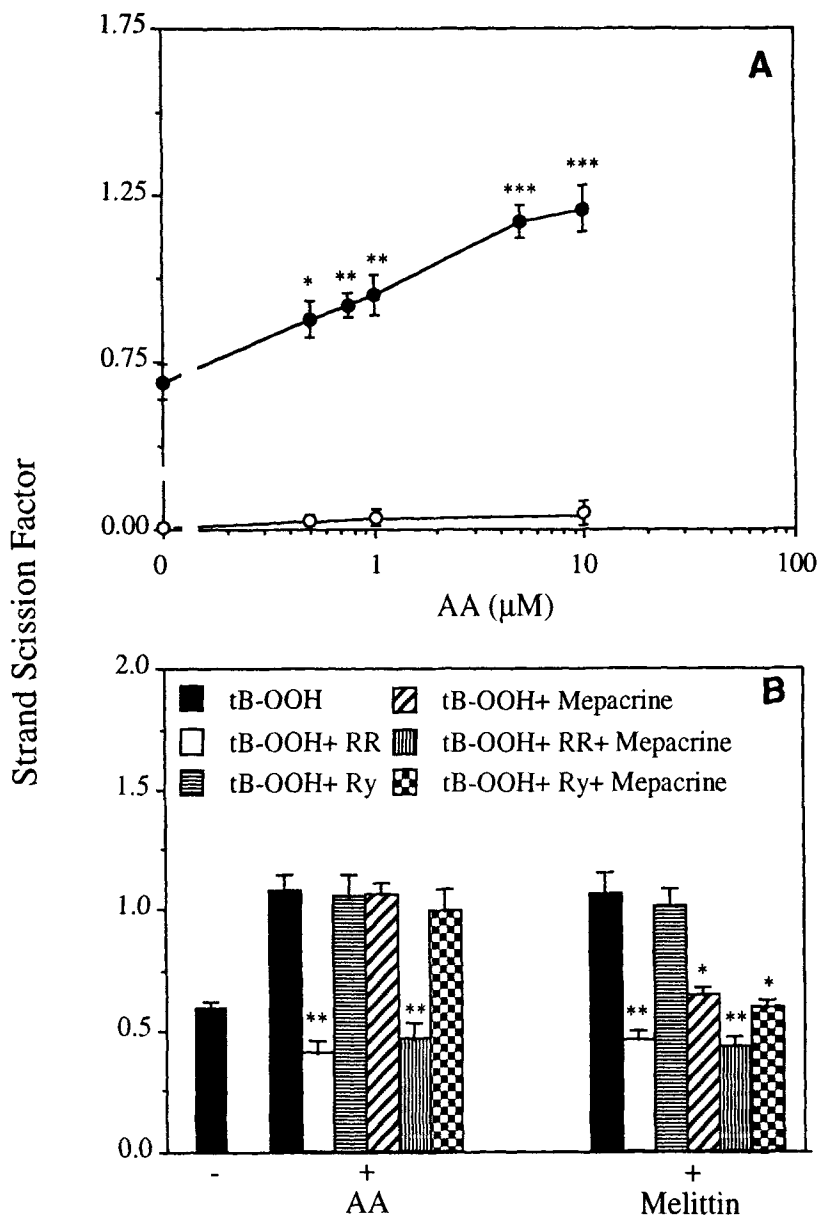 1.75
A
***
***
1.25
**
**
*
0.75
0.00
0 1 10 100
AA (μM)
Strand Scission Factor
2.0
B
tB-OOH
tB-OOH+ Mepacrine
tB-OOH+ RR
tB-OOH+ RR+ Mepacrine
tB-OOH+ Ry
tB-OOH+ Ry+ Mepacrine
1.5
1.0
0.5
**
**
**
*
**
*
0.0
- + +
AA Melittin